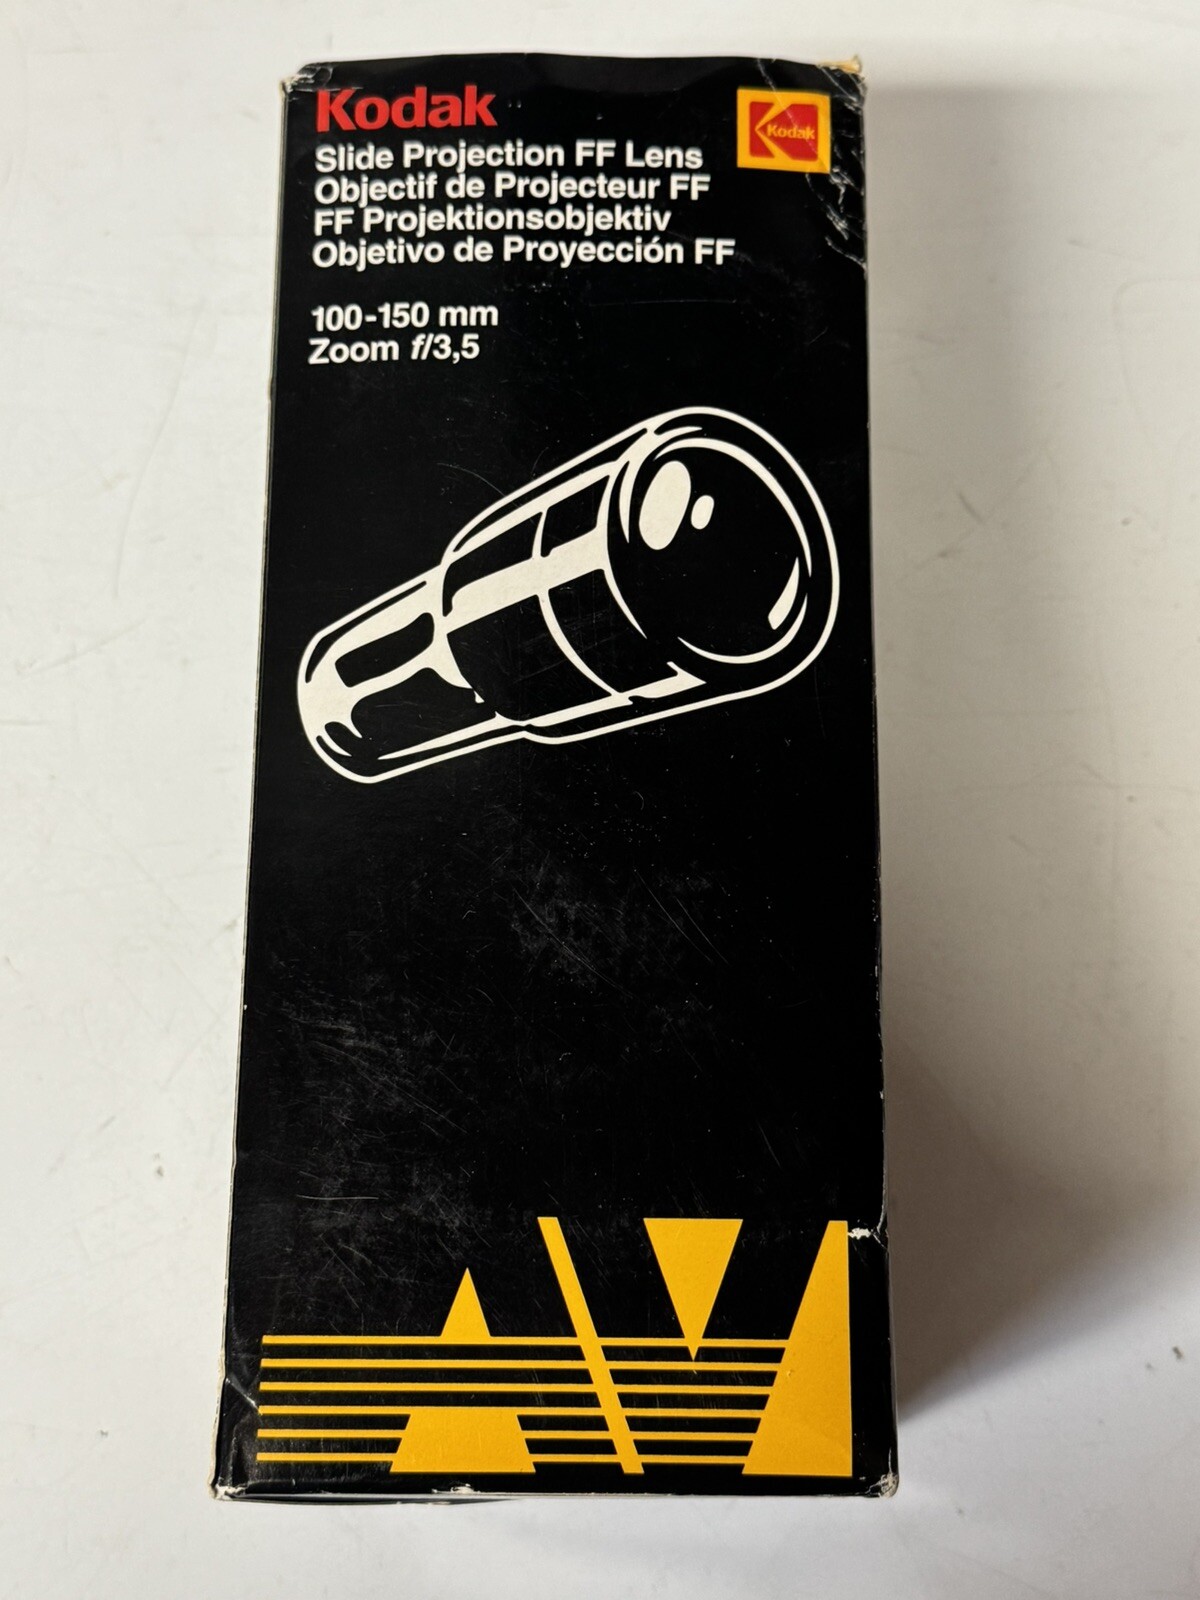 Kodak
Kodak
Slide Projection FF Lens
Objectif de Projecteur FF
FF Projektionsobjektiv
Objetivo de Proyección FF
100-150 mm
Zoom f/3,5
AV